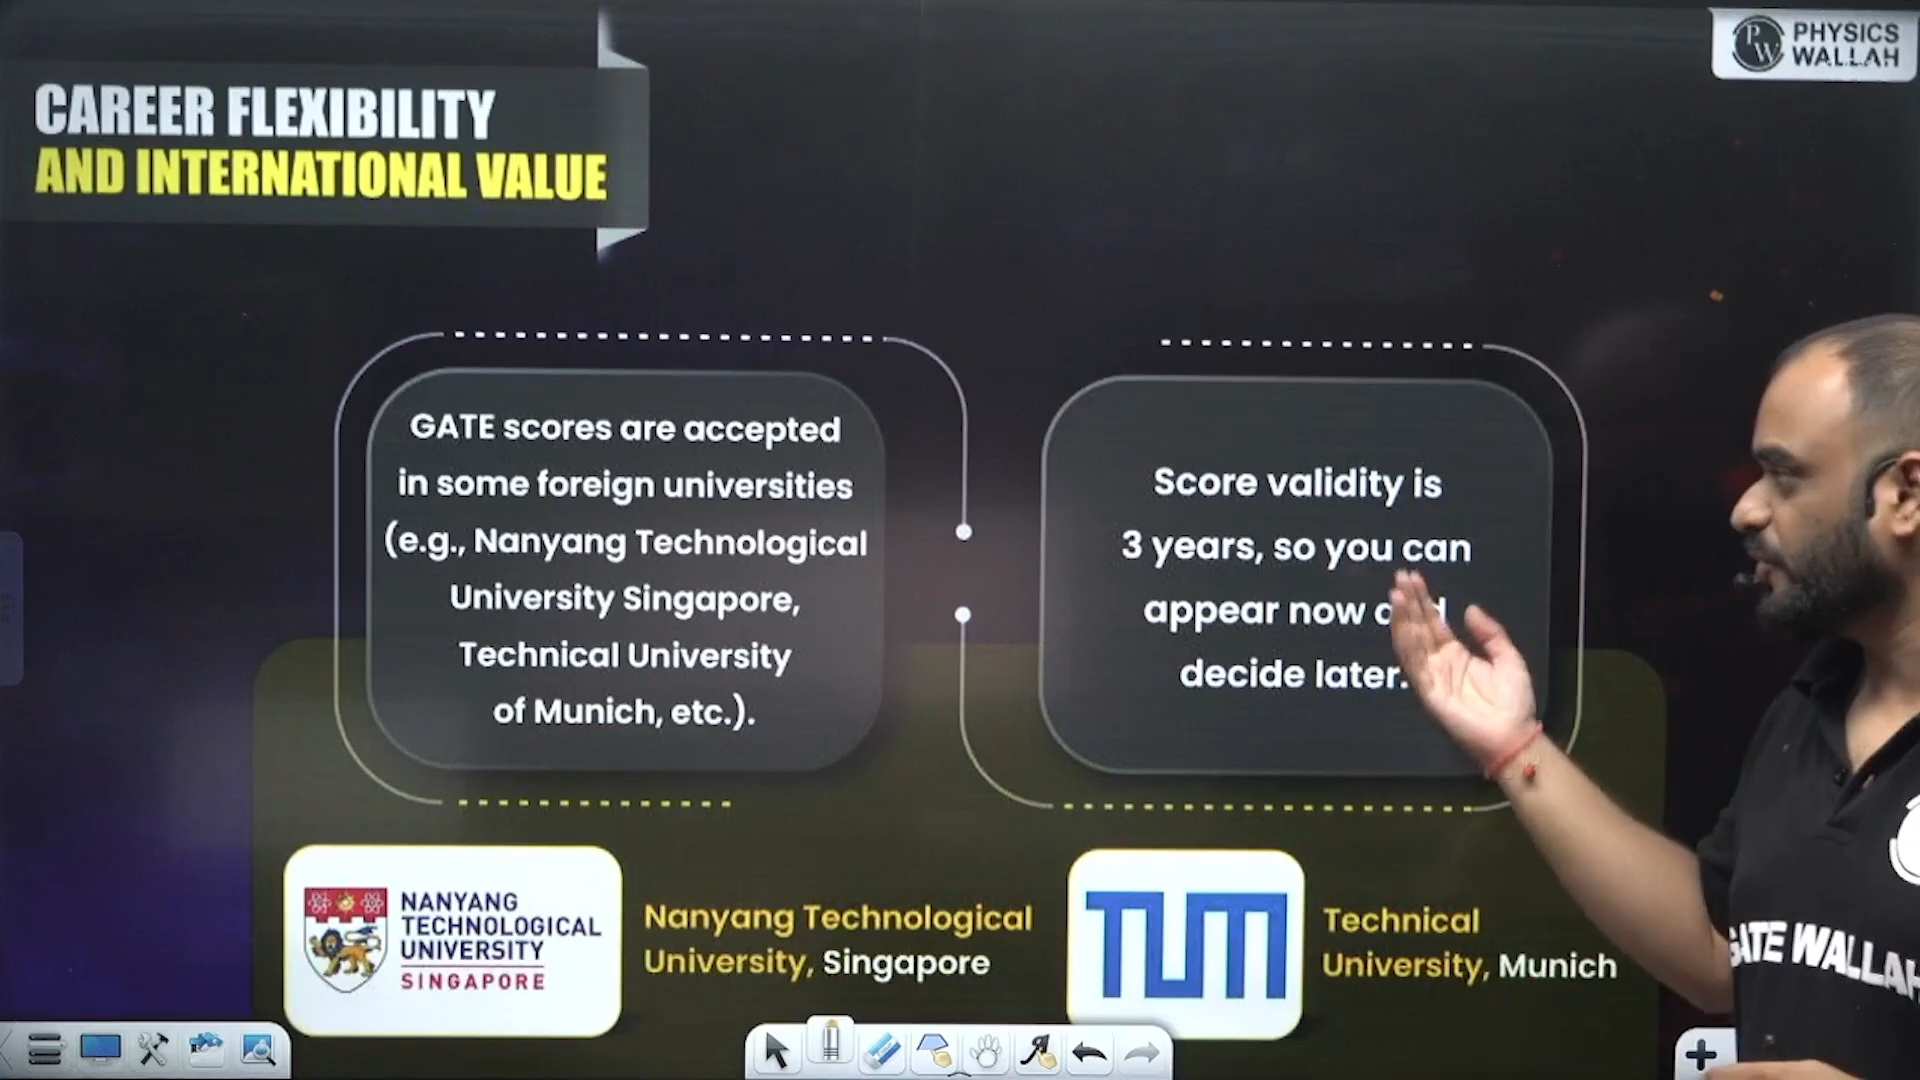 PHYSICS
WALLAH
CAREER FLEXIBILITY
AND INTERNATIONAL VALUE
GATE scores are accepted
in some foreign universities
(e.g., Nanyang Technological
University Singapore,
Technical University
of Munich, etc.).
Score validity is
3 years, so you can
appear now
decide later.
NANYANG
TECHNOLOGICAL
UNIVERSITY
SINGAPORE
Nanyang Technological
University, Singapore
TUM
Technical
University, Munich
GATE WALLAH